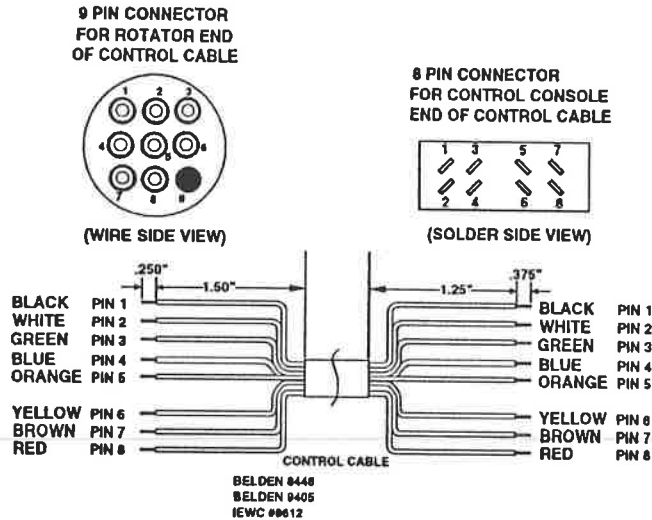 9 PIN CONNECTOR
FOR ROTATOR END
OF CONTROL CABLE
1 2 3
4 5 6
7 8 9
(WIRE SIDE VIEW)
8 PIN CONNECTOR
FOR CONTROL CONSOLE
END OF CONTROL CABLE
1 3 5 7
2 4 6 8
(SOLDER SIDE VIEW)
.250" 1.50" 1.25" .375"
BLACK PIN 1
WHITE PIN 2
GREEN PIN 3
BLUE PIN 4
ORANGE PIN 5
YELLOW PIN 6
BROWN PIN 7
RED PIN 8
BLACK PIN 1
WHITE PIN 2
GREEN PIN 3
BLUE PIN 4
ORANGE PIN 5
YELLOW PIN 6
BROWN PIN 7
RED PIN 8
CONTROL CABLE
BELDEN 8448
BELDEN 9405
IEWC